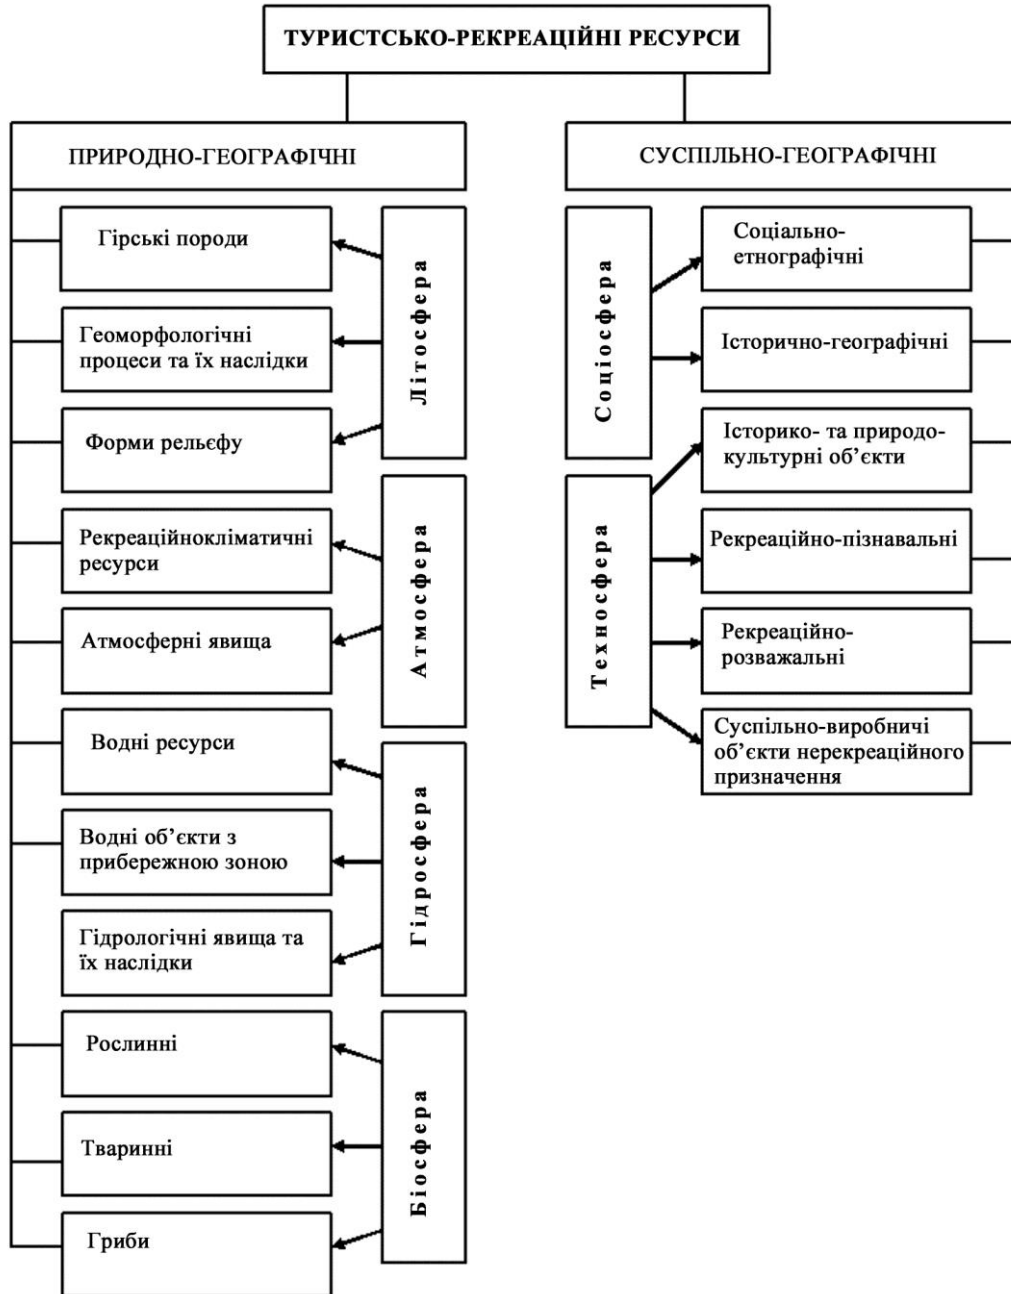 ТУРИСТСЬКО-РЕКРЕАЦІЙНІ РЕСУРСИ
ПРИРОДНО-ГЕОГРАФІЧНІ
Гірські породи
Геоморфологічні
процеси та їх наслідки
Форми рельєфу
Літосфера
Рекреаційнокліматичні
ресурси
Атмосферні явища
Атмосфера
Водні ресурси
Водні об’єкти з
прибережною зоною
Гідрологічні явища та
їх наслідки
Гідросфера
Рослинні
Тваринні
Гриби
Біосфера
СУСПІЛЬНО-ГЕОГРАФІЧНІ
Соціосфера
Соціально-
етнографічні
Історично-географічні
Техносфера
Історико- та природо-
культурні об’єкти
Рекреаційно-пізнавальні
Рекреаційно-
розважальні
Суспільно-виробничі
об’єкти нерекреаційного
призначення